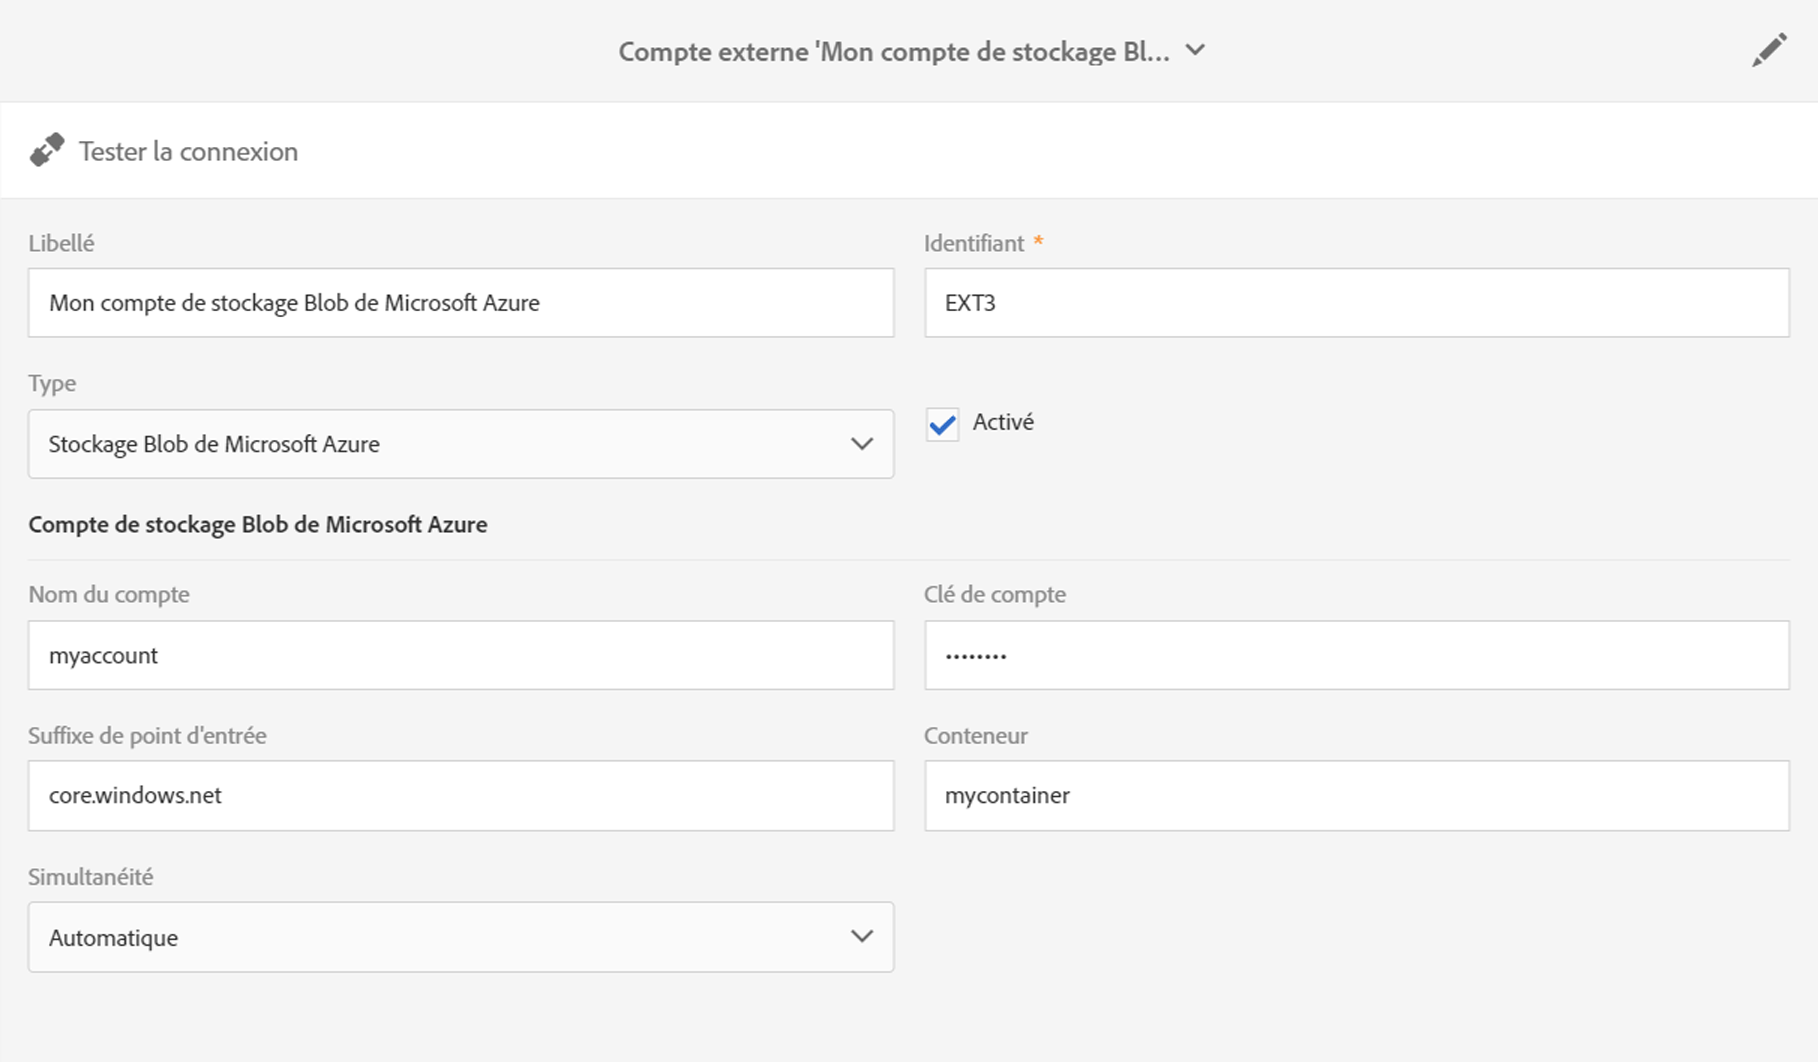 Compte externe 'Mon compte de stockage Bl...
Tester la connexion
Libellé
Identifiant *
Mon compte de stockage Blob de Microsoft Azure
EXT3
Type
Activé
Stockage Blob de Microsoft Azure
Compte de stockage Blob de Microsoft Azure
Nom du compte
Clé de compte
myaccount
••••••••
Suffixe de point d'entrée
Conteneur
core.windows.net
mycontainer
Simultanéité
Automatique